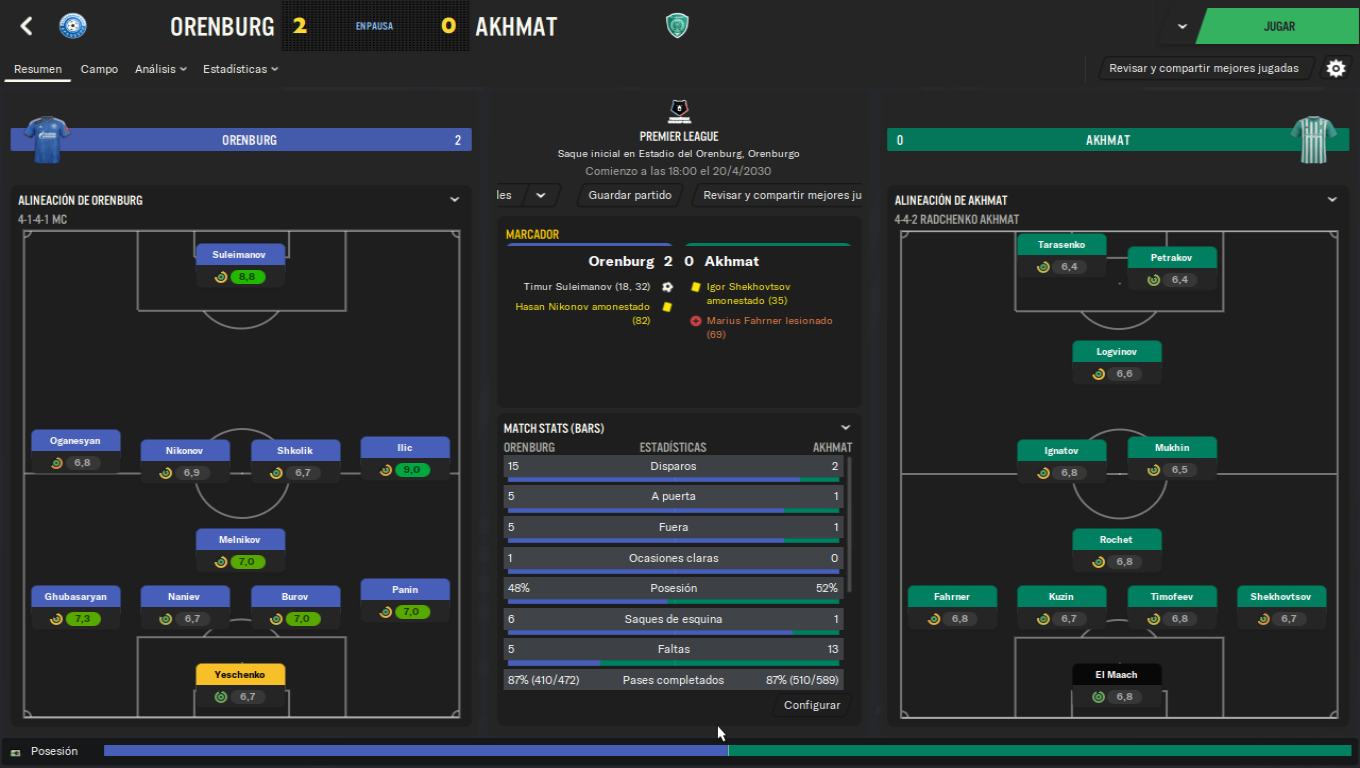 ORENBURG 2 EN PAUSA 0 AKHMAT
JUGAR
Resumen Campo Análisis Estadísticas
Revisar y compartir mejores jugadas
ORENBURG 2
PREMIER LEAGUE
Saque inicial en Estadio del Orenburg, Orenburgo
Comienzo a las 18:00 el 20/4/2030
les Guardar partido Revisar y compartir mejores ju
0 AKHMAT
ALINEACIÓN DE ORENBURG
4-1-4-1 MC
Suleimanov
8,8
Oganesyan
6,8
Nikonov
6,9
Shkolik
6,7
Ilic
9,0
Melnikov
7,0
Ghubasaryan
7,3
Naniev
6,7
Burov
7,0
Panin
7,0
Yeschenko
6,7
MARCADOR
Orenburg 2 0 Akhmat
Timur Suleimanov (18, 32)
Hasan Nikonov amonestado
(82)
Igor Shekhovtsov
amonestado (35)
Marius Fahrner lesionado
(69)
MATCH STATS (BARS)
ORENBURG ESTADÍSTICAS AKHMAT
15 Disparos 2
5 A puerta 1
5 Fuera 1
1 Ocasiones claras 0
48% Posesión 52%
6 Saques de esquina 1
5 Faltas 13
87% (410/472) Pases completados 87% (510/589)
Configurar
ALINEACIÓN DE AKHMAT
4-4-2 RADCHENKO AKHMAT
Tarasenko
6,4
Petrakov
6,4
Logvinov
6,6
Ignatov
6,8
Mukhin
6,5
Rochet
6,8
Fahrner
6,8
Kuzin
6,7
Timofeev
6,8
Shekhovtsov
6,7
El Maach
6,8
Posesión